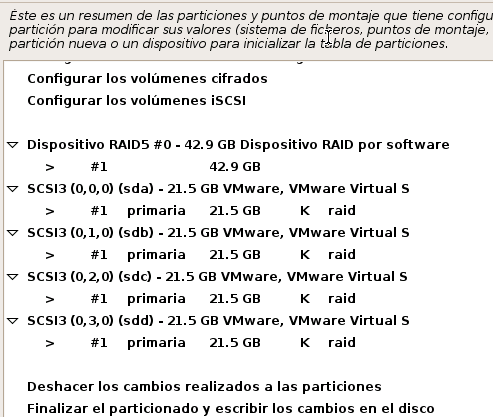 Éste es un resumen de las particiones y puntos de montaje que tiene configu
partición para modificar sus valores (sistema de ficheros, puntos de montaje,
partición nueva o un dispositivo para inicializar la tabla de particiones.
Configurar los volúmenes cifrados
Configurar los volúmenes iSCSI
Dispositivo RAID5 #0 - 42.9 GB Dispositivo RAID por software
> #1 42.9 GB
SCSI3 (0,0,0) (sda) - 21.5 GB VMware, VMware Virtual S
> #1 primaria 21.5 GB K raid
SCSI3 (0,1,0) (sdb) - 21.5 GB VMware, VMware Virtual S
> #1 primaria 21.5 GB K raid
SCSI3 (0,2,0) (sdc) - 21.5 GB VMware, VMware Virtual S
> #1 primaria 21.5 GB K raid
SCSI3 (0,3,0) (sdd) - 21.5 GB VMware, VMware Virtual S
> #1 primaria 21.5 GB K raid
Deshacer los cambios realizados a las particiones
Finalizar el particionado y escribir los cambios en el disco